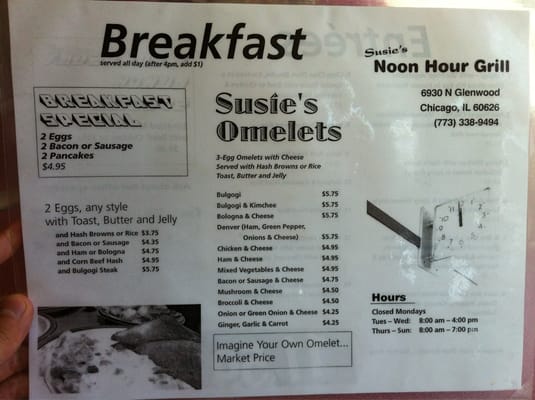 Breakfast
served all day (after 4pm, add $1)
Susie's
Noon Hour Grill
6930 N Glenwood
Chicago, IL 60626
(773) 338-9494
BREAKFAST
SPECIAL
2 Eggs
2 Bacon or Sausage
2 Pancakes
$4.95
2 Eggs, any style
with Toast, Butter and Jelly
and Hash Browns or Rice $3.75
and Bacon or Sausage $4.35
and Ham or Bologna $4.75
and Corn Beef Hash $4.95
and Bulgogi Steak $5.75
Susie's
Omelets
3-Egg Omelets with Cheese
Served with Hash Browns or Rice
Toast, Butter and Jelly
Bulgogi $5.75
Bulgogi & Kimchee $5.75
Bologna & Cheese $5.75
Denver (Ham, Green Pepper,
Onions & Cheese) $5.75
Chicken & Cheese $4.95
Ham & Cheese $4.95
Mixed Vegetables & Cheese $4.95
Bacon or Sausage & Cheese $4.75
Mushroom & Cheese $4.50
Broccoli & Cheese $4.50
Onion or Green Onion & Cheese $4.25
Ginger, Garlic & Carrot $4.25
Imagine Your Own Omelet...
Market Price
Hours
Closed Mondays
Tues – Wed: 8:00 am – 4:00 pm
Thurs – Sun: 8:00 am – 7:00 pm